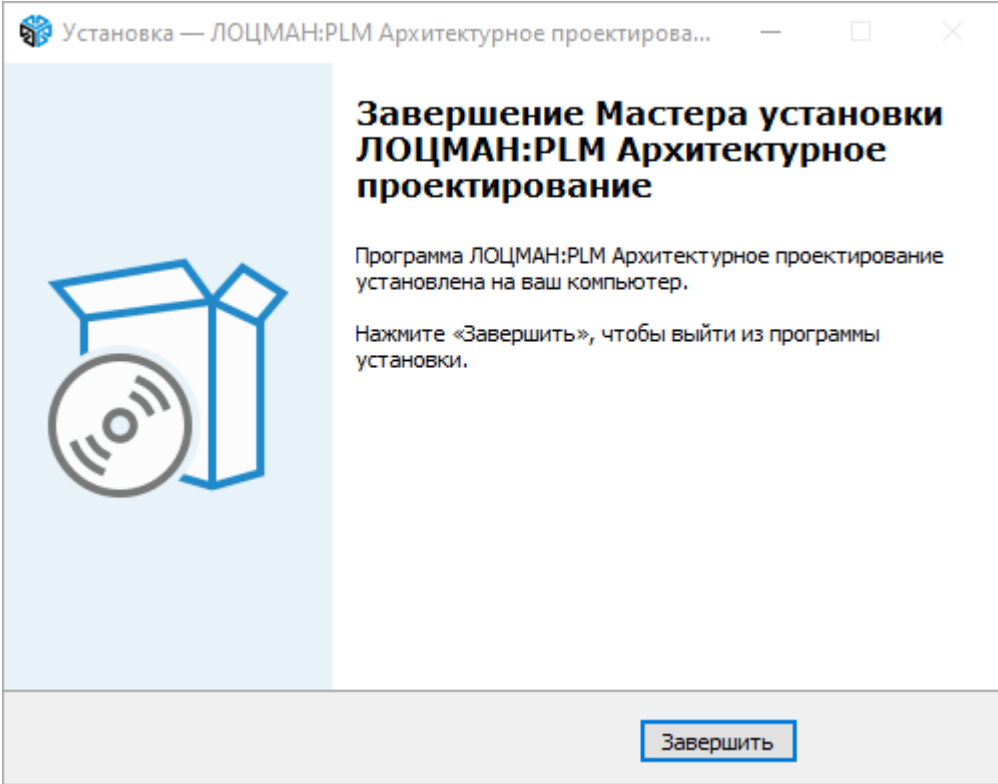 Установка — ЛОЦМАН:PLM Архитектурное проектирова...
Завершение Мастера установки
ЛОЦМАН:PLM Архитектурное
проектирование
Программа ЛОЦМАН:PLM Архитектурное проектирование
установлена на ваш компьютер.
Нажмите «Завершить», чтобы выйти из программы
установки.
Завершить